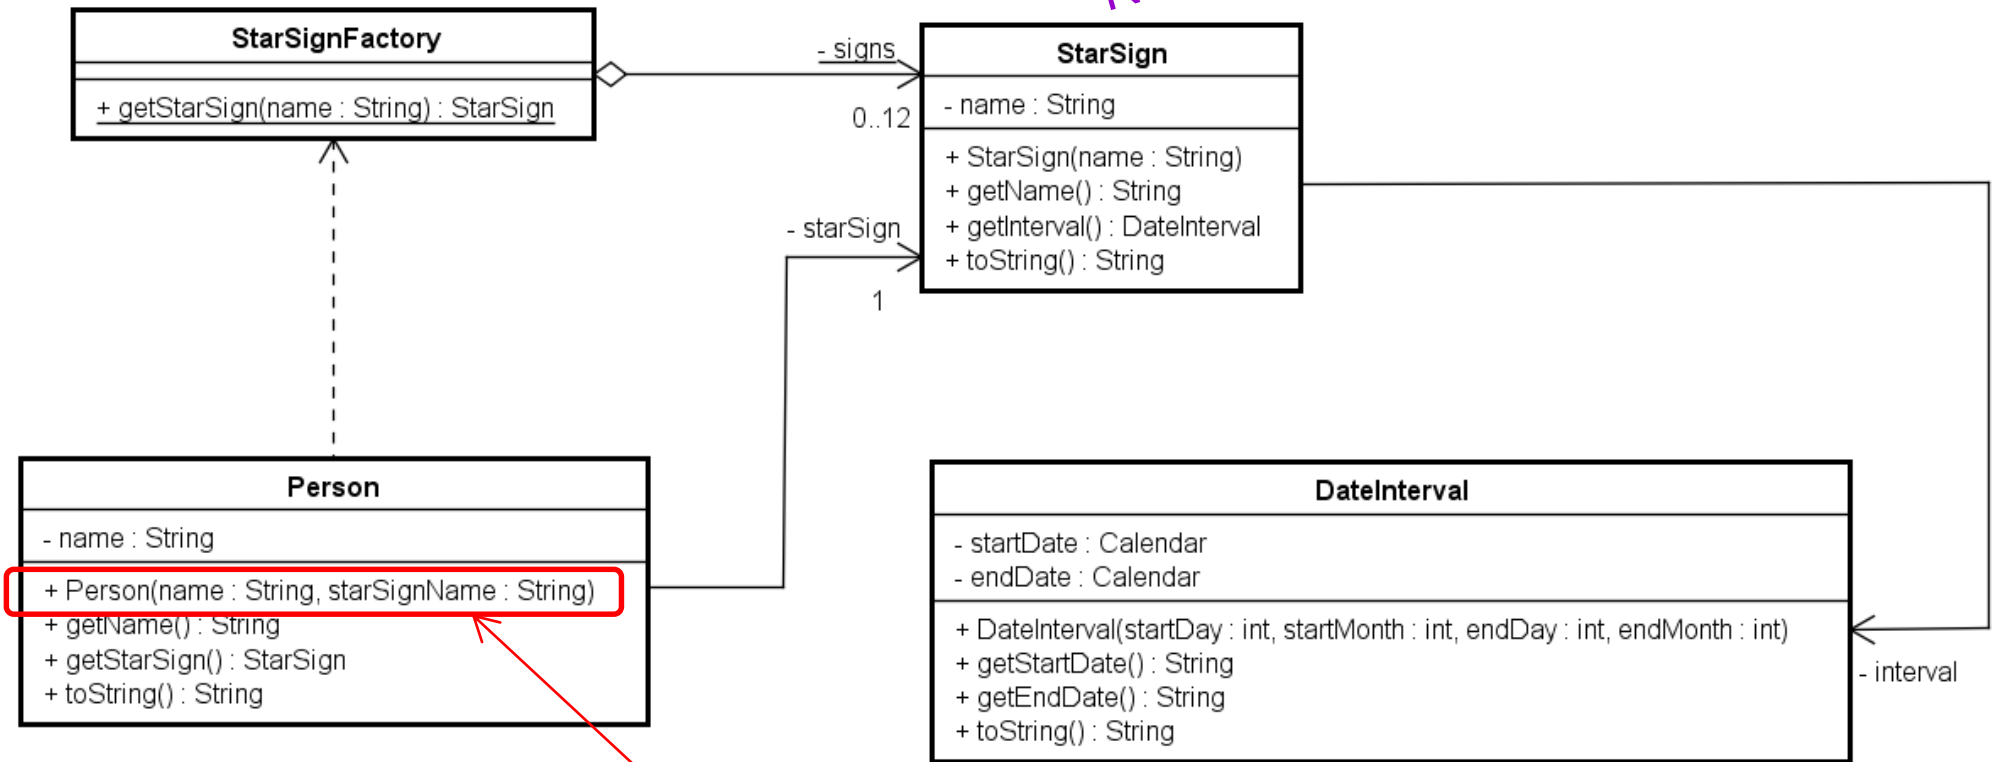 StarSignFactory
+ getStarSign(name : String) : StarSign
- signs
0..12
StarSign
- name : String
+ StarSign(name : String)
+ getName() : String
+ getInterval() : DateInterval
+ toString() : String
- starSign
1
Person
- name : String
+ Person(name : String, starSignName : String)
+ getName() : String
+ getStarSign() : StarSign
+ toString() : String
DateInterval
- startDate : Calendar
- endDate : Calendar
+ DateInterval(startDay : int, startMonth : int, endDay : int, endMonth : int)
+ getStartDate() : String
+ getEndDate() : String
+ toString() : String
- interval